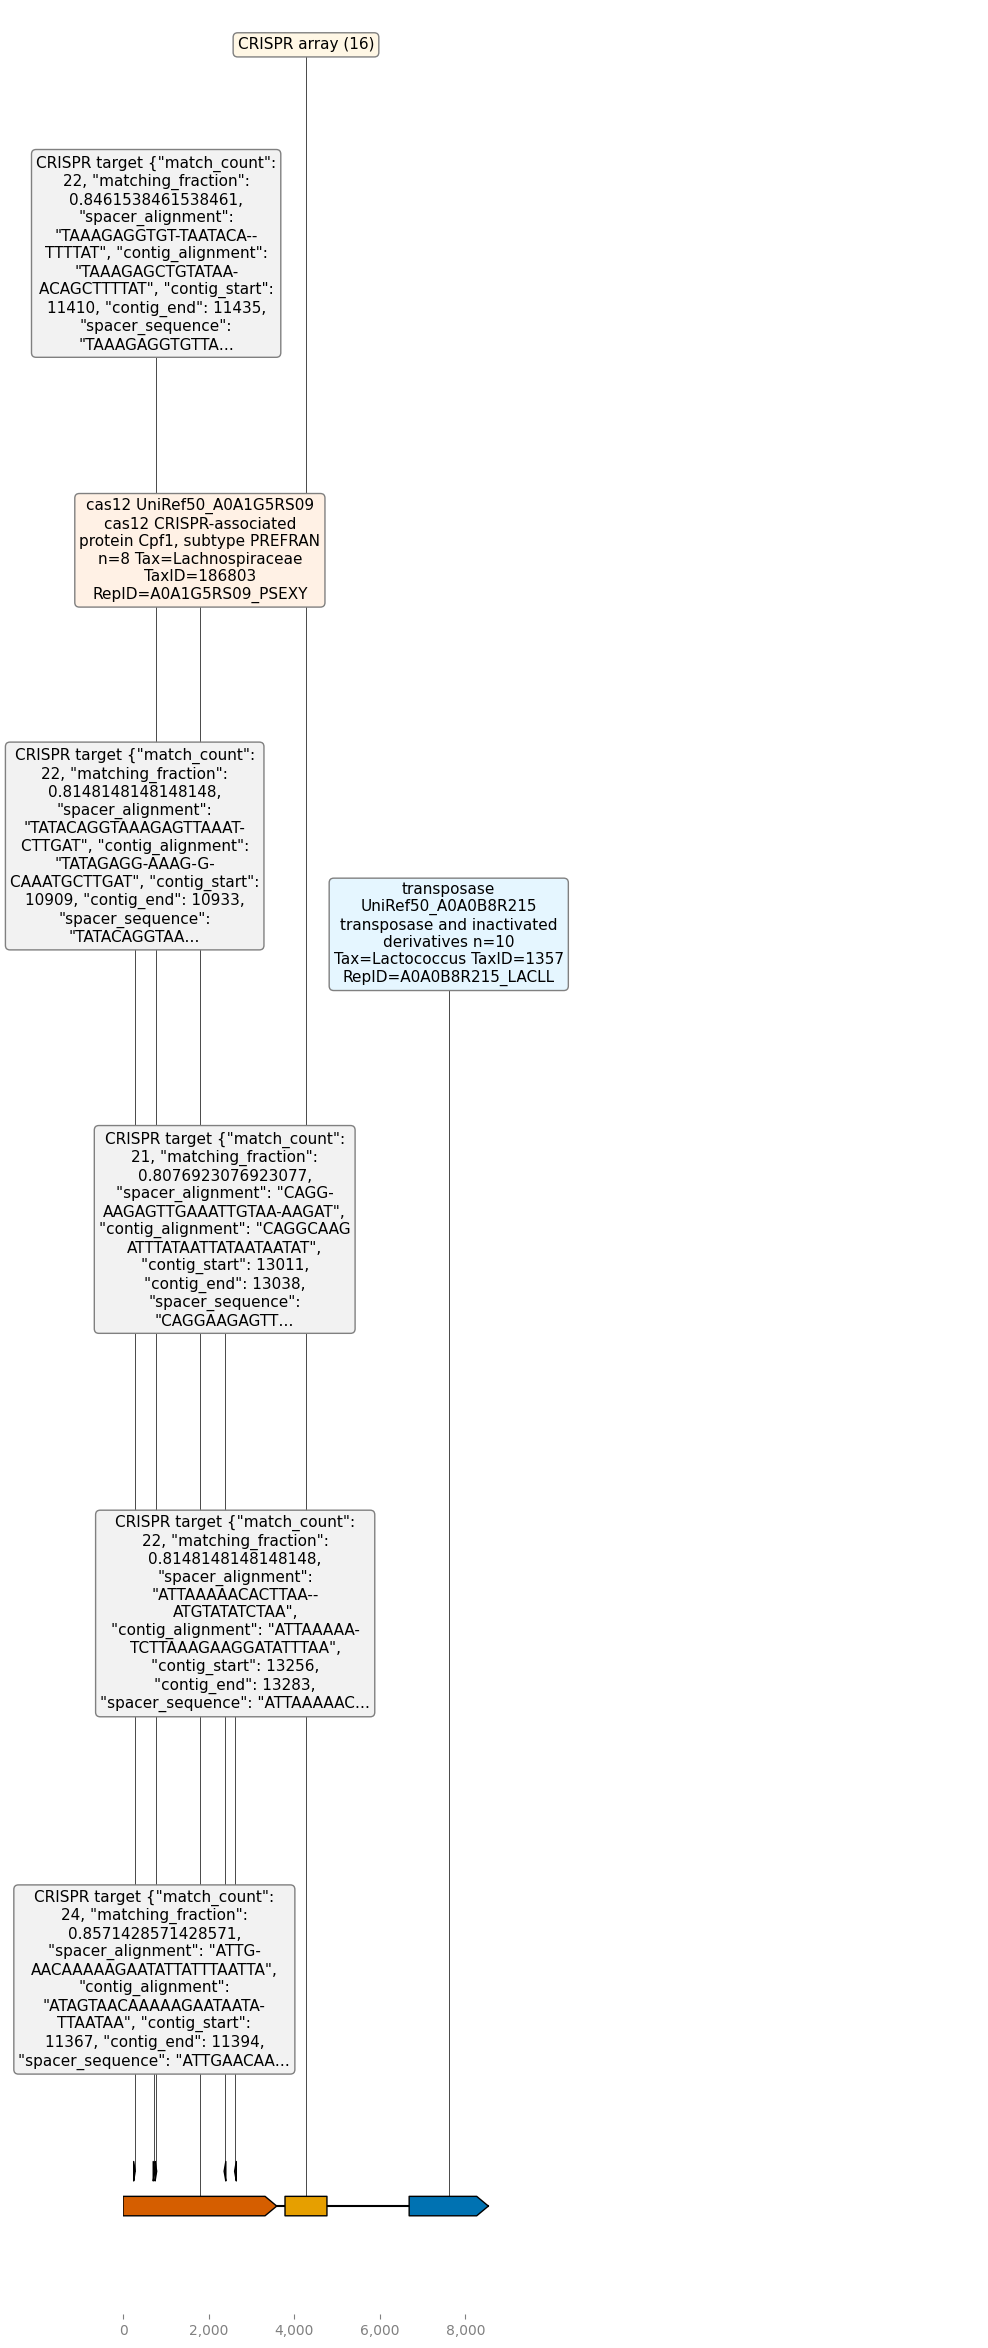 CRISPR array (16)
CRISPR target {"match_count":
22, "matching_fraction":
0.8461538461538461,
"spacer_alignment":
"TAAAGAGGTGT-TAATACA--
TTTTAT", "contig_alignment":
"TAAAGAGCTGTATAA-
ACAGCTTTTAT", "contig_start":
11410, "contig_end": 11435,
"spacer_sequence":
"TAAAGAGGTGTTA...
cas12 UniRef50_A0A1G5RS09
cas12 CRISPR-associated
protein Cpf1, subtype PREFRAN
n=8 Tax=Lachnospiraceae
TaxID=186803
RepID=A0A1G5RS09_PSEXY
CRISPR target {"match_count":
22, "matching_fraction":
0.8148148148148148,
"spacer_alignment":
"TATACAGGTAAAGAGTTAAAT-
CTTGAT", "contig_alignment":
"TATAGAGG-AAAG-G-
CAAATGCTTGAT", "contig_start":
10909, "contig_end": 10933,
"spacer_sequence":
"TATACAGGTAA...
transposase
UniRef50_A0A0B8R215
transposase and inactivated
derivatives n=10
Tax=Lactococcus TaxID=1357
RepID=A0A0B8R215_LACLL
CRISPR target {"match_count":
21, "matching_fraction":
0.8076923076923077,
"spacer_alignment": "CAGG-
AAGAGTTGAAATTGTAA-AAGAT",
"contig_alignment": "CAGGCAAG
ATTTATAATTATAATAATAT",
"contig_start": 13011,
"contig_end": 13038,
"spacer_sequence":
"CAGGAAGAGTT...
CRISPR target {"match_count":
22, "matching_fraction":
0.8148148148148148,
"spacer_alignment":
"ATTAAAAACACTTAA--
ATGTATATCTAA",
"contig_alignment": "ATTAAAAA-
TCTTAAAGAAGGATATTTAA",
"contig_start": 13256,
"contig_end": 13283,
"spacer_sequence": "ATTAAAAAC...
CRISPR target {"match_count":
24, "matching_fraction":
0.8571428571428571,
"spacer_alignment": "ATTG-
AACAAAAAGAATATTATTTAATTA",
"contig_alignment":
"ATAGTAACAAAAAGAATAATA-
TTAATAA", "contig_start":
11367, "contig_end": 11394,
"spacer_sequence": "ATTGAACAA...
0 2,000 4,000 6,000 8,000